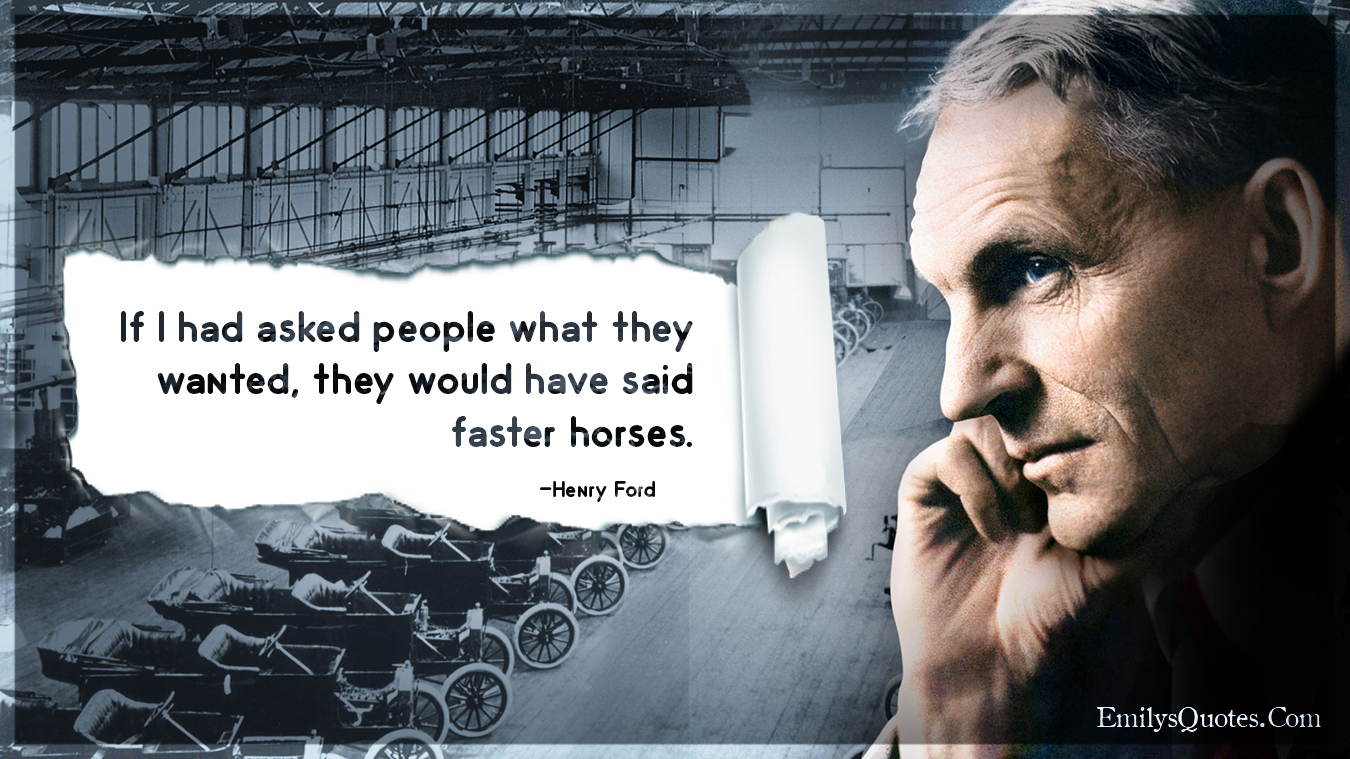 If I had asked people what they
wanted, they would have said
faster horses.
–Henry Ford
EmilysQuotes.Com